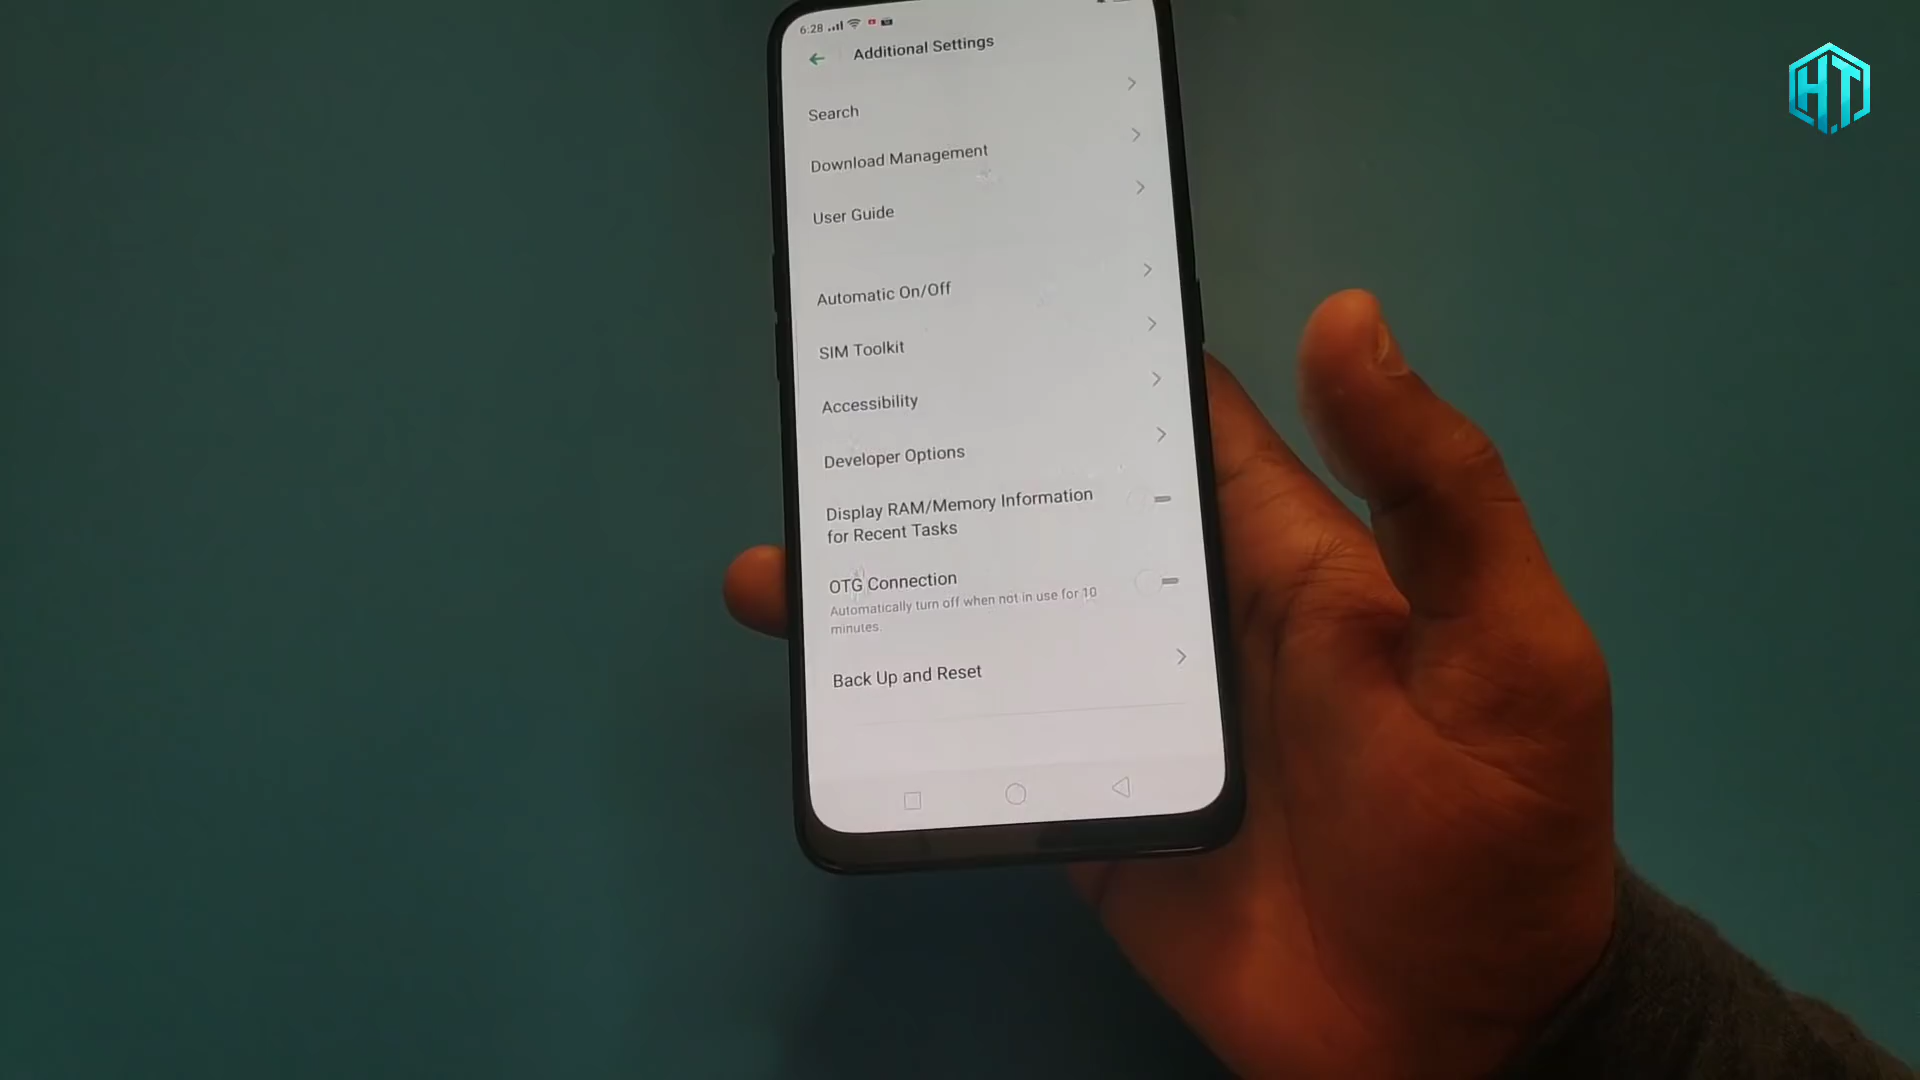 6:28
Additional Settings
Search
Download Management
User Guide
Automatic On/Off
SIM Toolkit
Accessibility
Developer Options
Display RAM/Memory Information
for Recent Tasks
OTG Connection
Automatically turn off when not in use for 10
minutes.
Back Up and Reset
HT